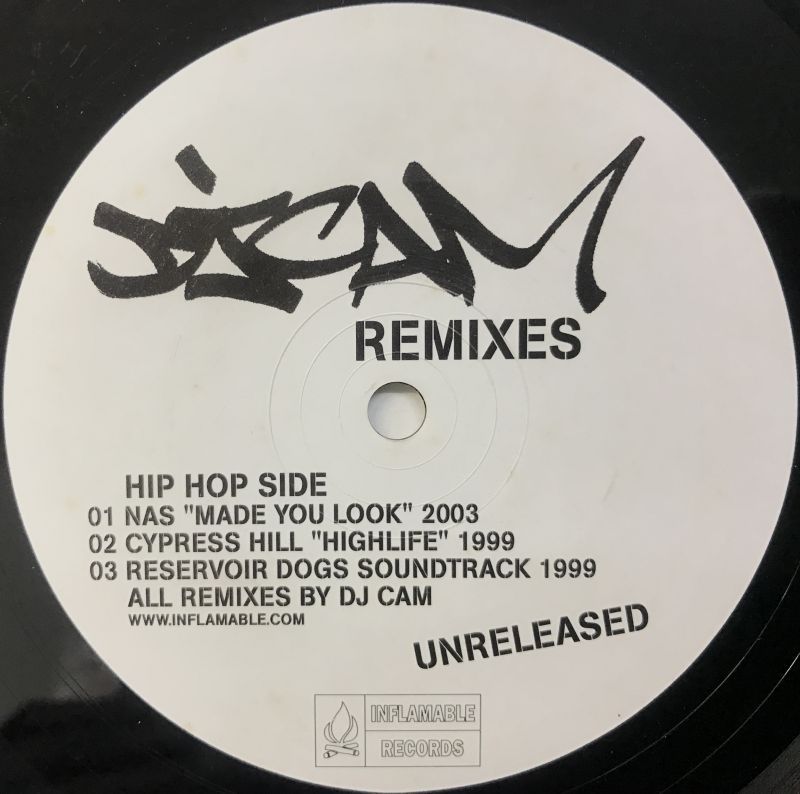 DJ CAM
REMIXES
HIP HOP SIDE
01 NAS "MADE YOU LOOK" 2003
02 CYPRESS HILL "HIGHLIFE" 1999
03 RESERVOIR DOGS SOUNDTRACK 1999
ALL REMIXES BY DJ CAM
WWW.INFLAMABLE.COM
UNRELEASED
INFLAMABLE
RECORDS